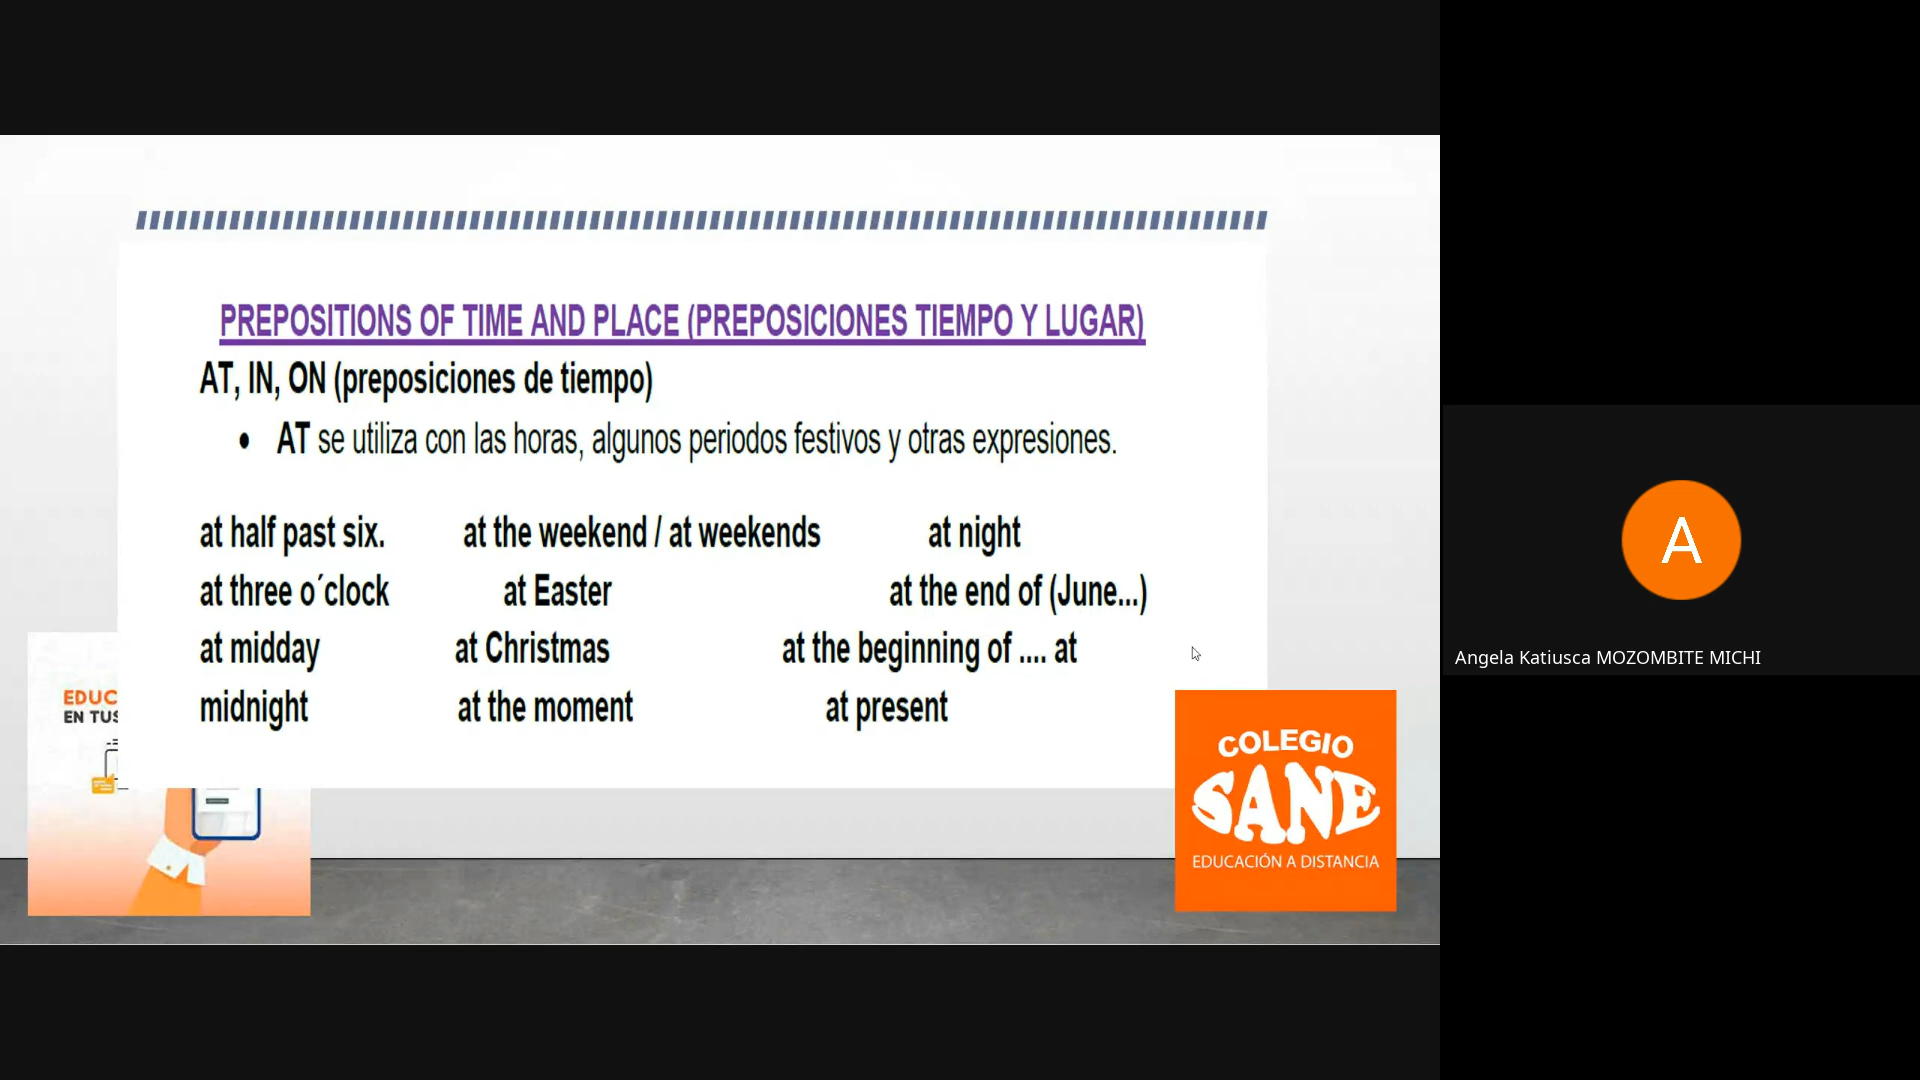 PREPOSITIONS OF TIME AND PLACE (PREPOSICIONES TIEMPO Y LUGAR)
AT, IN, ON (preposiciones de tiempo)
• AT se utiliza con las horas, algunos periodos festivos y otras expresiones.
at half past six. at the weekend / at weekends at night
at three o´clock at Easter at the end of (June...)
at midday at Christmas at the beginning of .... at
midnight at the moment at present
EDUC
EN TUS
COLEGIO
SANE
EDUCACIÓN A DISTANCIA
A
Angela Katiusca MOZOMBITE MICHI